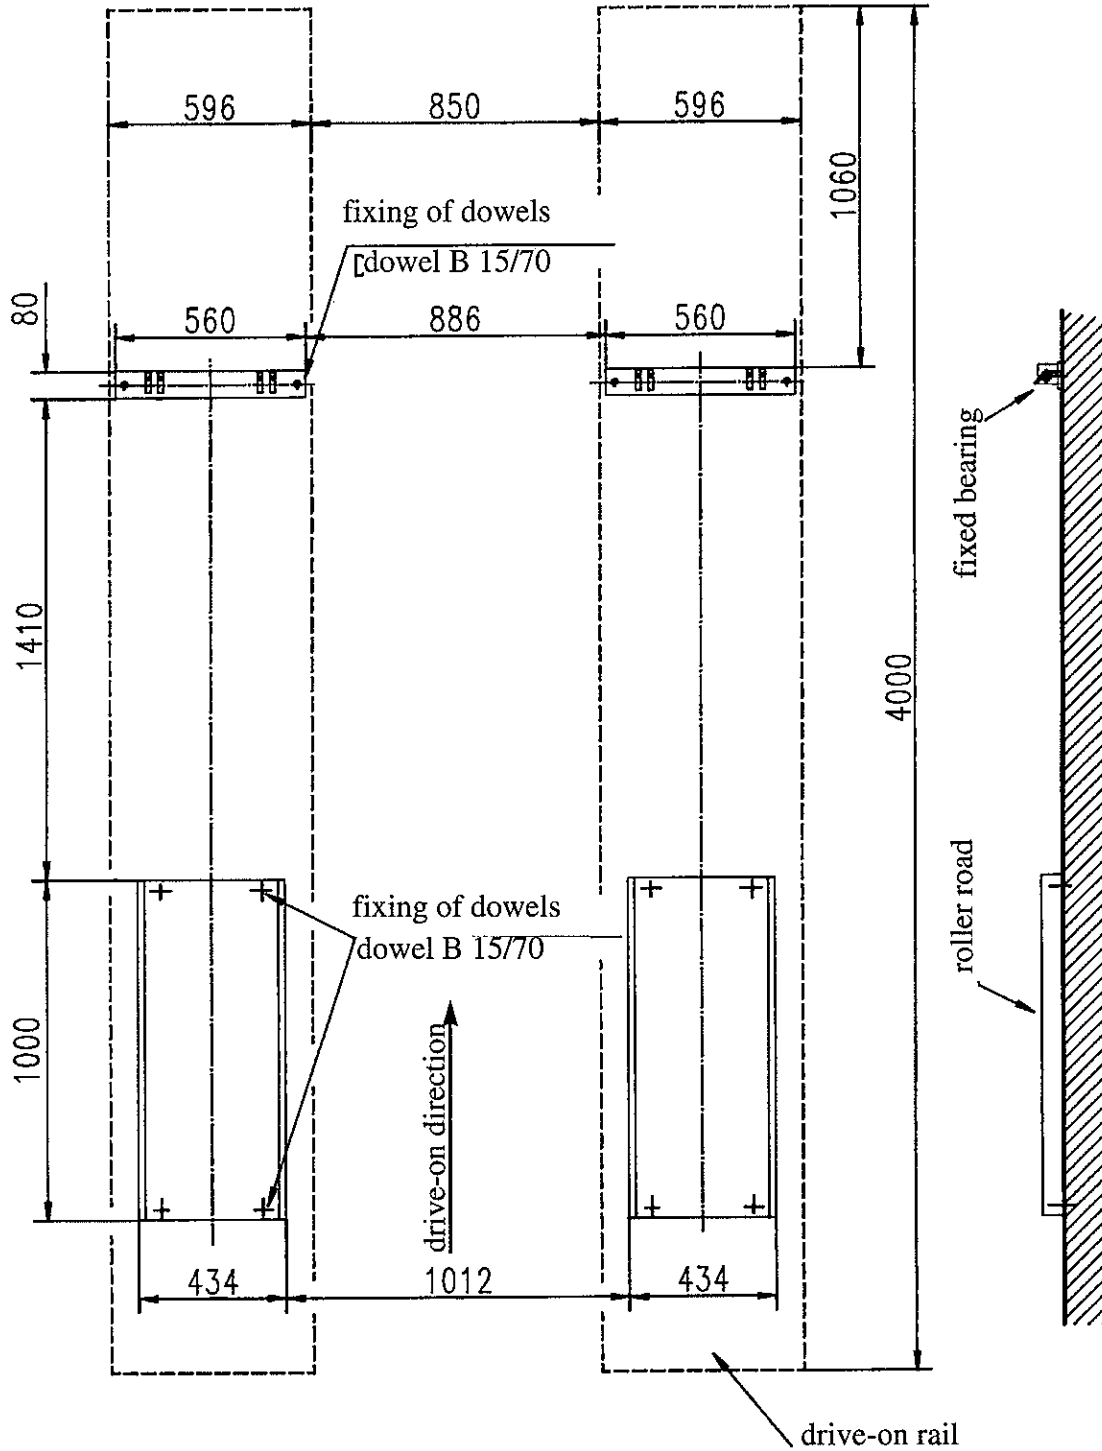 596
850
596
1060
fixing of dowels
dowel B 15/70
80
560
886
560
fixed bearing
1410
4000
roller road
fixing of dowels
dowel B 15/70
1000
drive-on direction
434
1012
434
drive-on rail